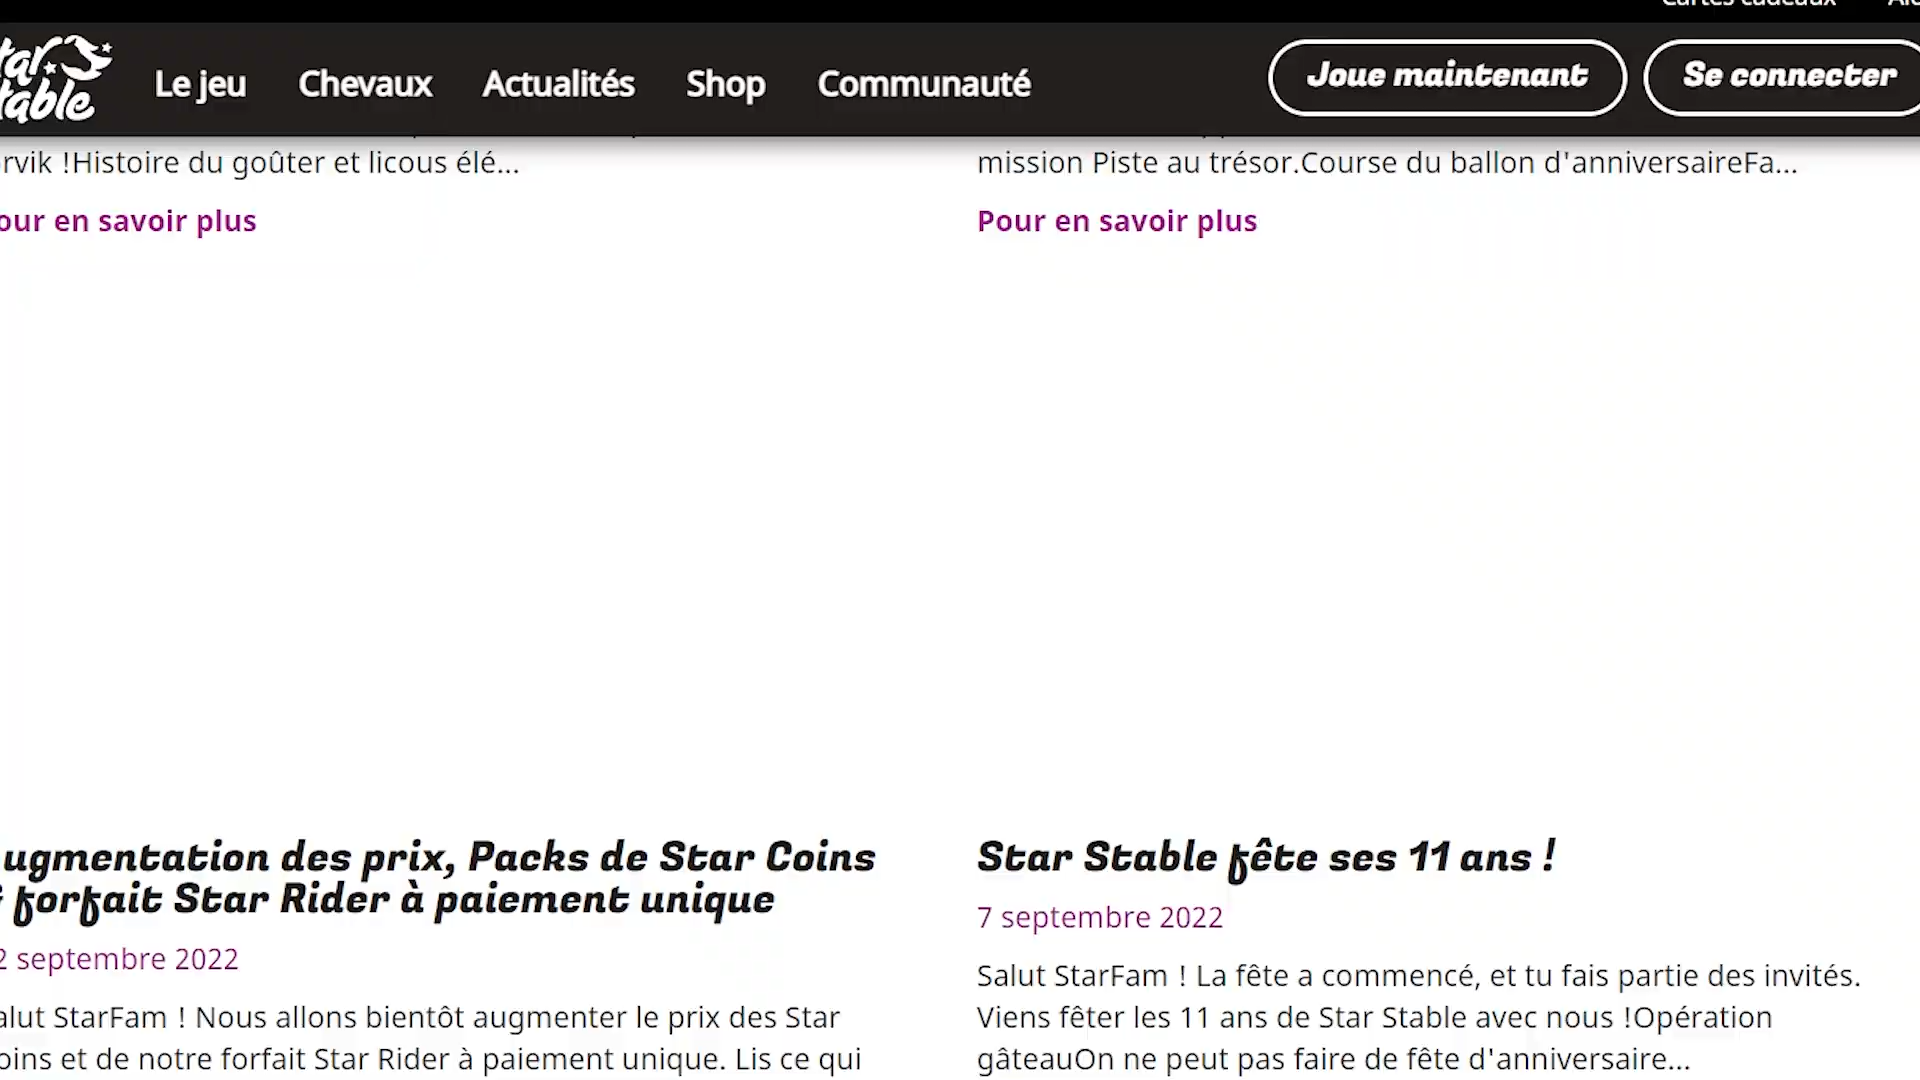 Cartes cadeaux
Le jeu
Chevaux
Actualités
Shop
Communauté
Joue maintenant
Se connecter
!Histoire du goûter et licous élé...
en savoir plus
mission Piste au trésor.Course du ballon d'anniversaireFa...
Pour en savoir plus
ugmentation des prix, Packs de Star Coins
forfait Star Rider à paiement unique
2 septembre 2022
alut StarFam ! Nous allons bientôt augmenter le prix des Star
oins et de notre forfait Star Rider à paiement unique. Lis ce qui
Star Stable fête ses 11 ans !
7 septembre 2022
Salut StarFam ! La fête a commencé, et tu fais partie des invités.
Viens fêter les 11 ans de Star Stable avec nous !Opération
gâteauOn ne peut pas faire de fête d'anniversaire...